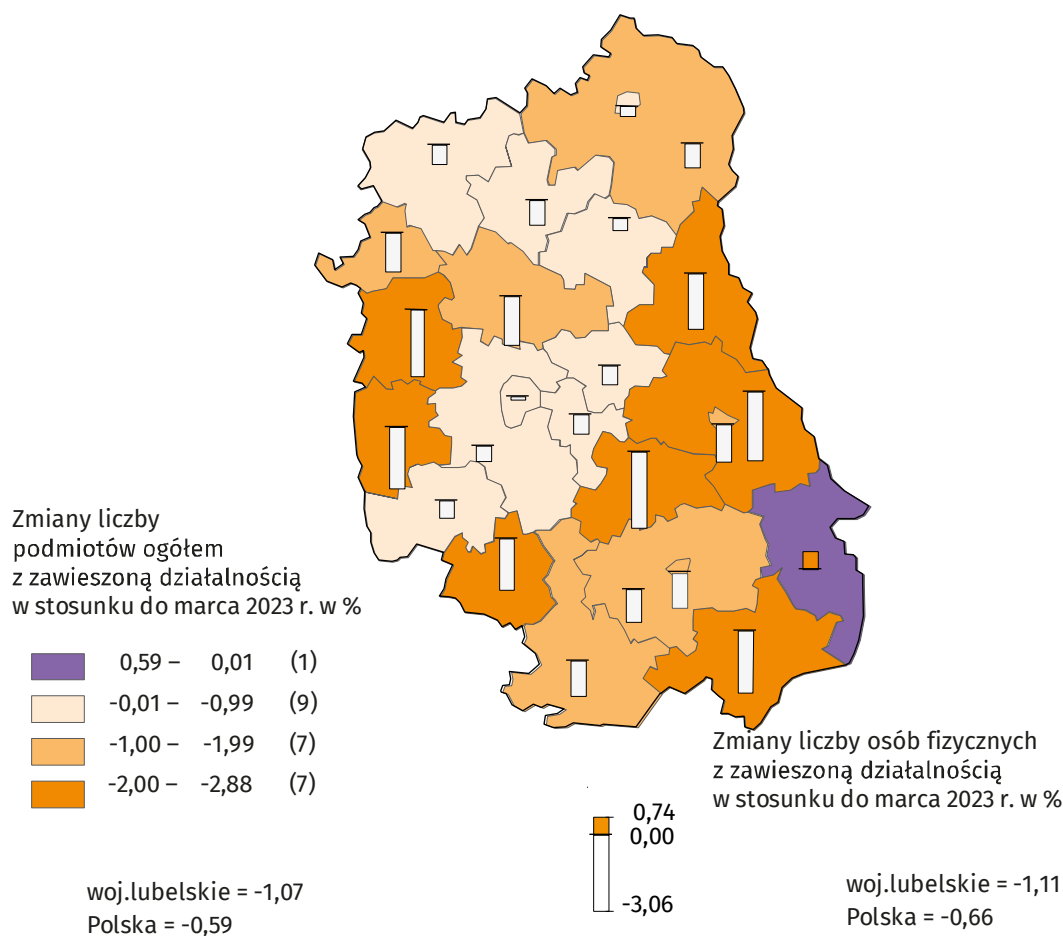 Zmiany liczby
podmiotów ogółem
z zawieszoną działalnością
w stosunku do marca 2023 r. w %
0,59 – 0,01 (1)
-0,01 – -0,99 (9)
-1,00 – -1,99 (7)
-2,00 – -2,88 (7)
woj.lubelskie = -1,07
Polska = -0,59
Zmiany liczby osób fizycznych
z zawieszoną działalnością
w stosunku do marca 2023 r. w %
0,74
0,00
-3,06
woj.lubelskie = -1,11
Polska = -0,66